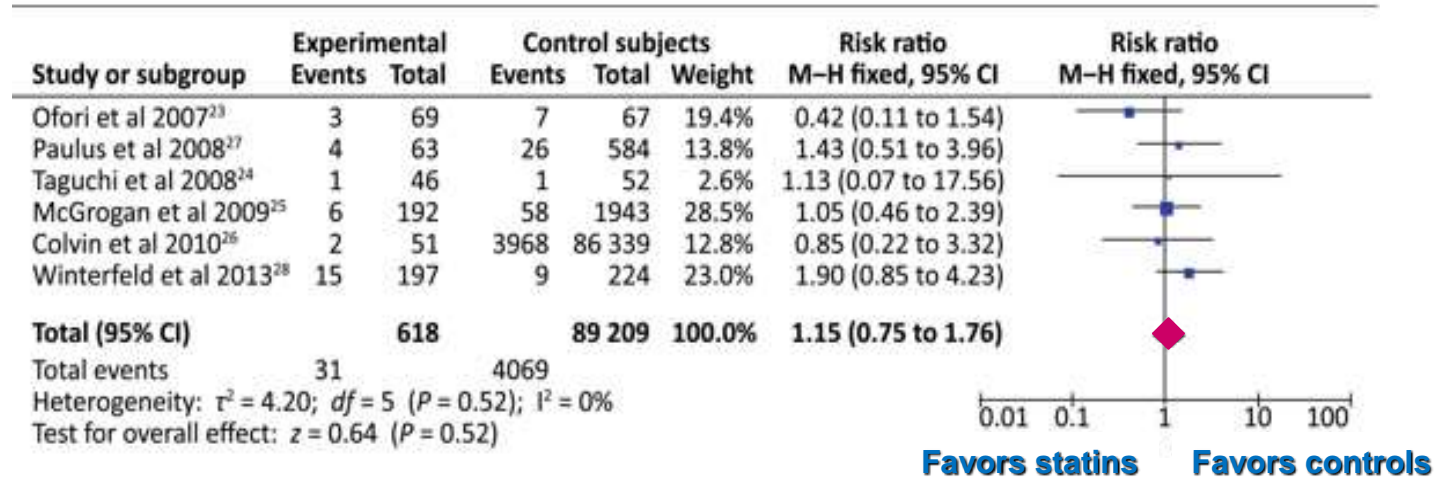 Experimental Control subjects Risk ratio Risk ratio
Study or subgroup Events Total Events Total Weight M–H fixed, 95% CI M–H fixed, 95% CI
Ofori et al 2007²³ 3 69 7 67 19.4% 0.42 (0.11 to 1.54)
Paulus et al 2008²⁷ 4 63 26 584 13.8% 1.43 (0.51 to 3.96)
Taguchi et al 2008²⁴ 1 46 1 52 2.6% 1.13 (0.07 to 17.56)
McGrogan et al 2009²⁵ 6 192 58 1943 28.5% 1.05 (0.46 to 2.39)
Colvin et al 2010²⁶ 2 51 3968 86 339 12.8% 0.85 (0.22 to 3.32)
Winterfeld et al 2013²⁸ 15 197 9 224 23.0% 1.90 (0.85 to 4.23)
Total (95% CI) 618 89 209 100.0% 1.15 (0.75 to 1.76)
Total events 31 4069
Heterogeneity: τ² = 4.20; df = 5 (P = 0.52); I² = 0%
Test for overall effect: z = 0.64 (P = 0.52)
0.01 0.1 1 10 100
Favors statins Favors controls